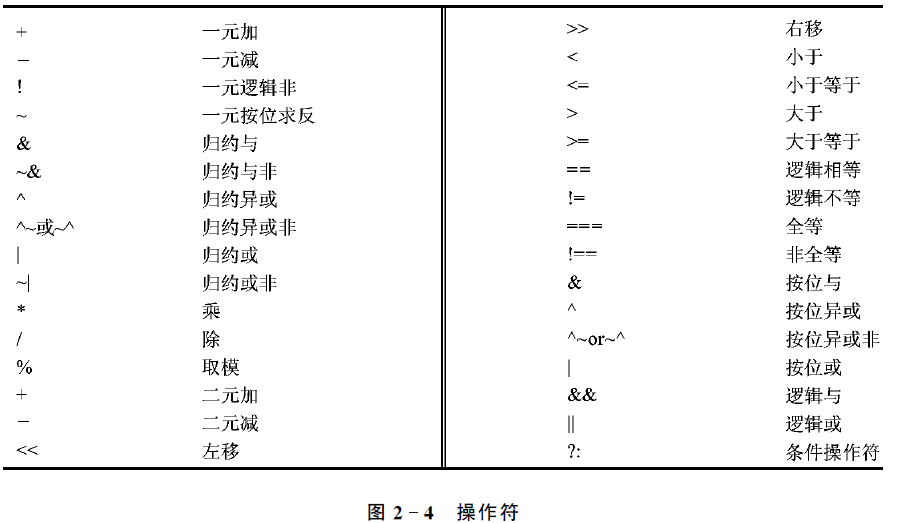 + 一元加
− 一元减
! 一元逻辑非
~ 一元按位求反
& 归约与
~& 归约与非
^ 归约异或
^~或~^ 归约异或非
| 归约或
~| 归约或非
* 乘
/ 除
% 取模
+ 二元加
− 二元减
<< 左移
>> 右移
< 小于
<= 小于等于
> 大于
>= 大于等于
== 逻辑相等
!= 逻辑不等
=== 全等
!== 非全等
& 按位与
^ 按位异或
^~or~^ 按位异或非
| 按位或
&& 逻辑与
|| 逻辑或
?: 条件操作符
图 2-4 操作符